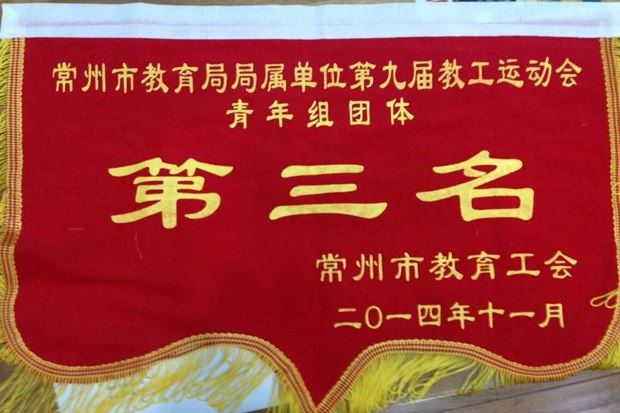 常州市教育局局属单位第九届教工运动会
青年组团体
第三名
常州市教育工会
二〇一四年十一月